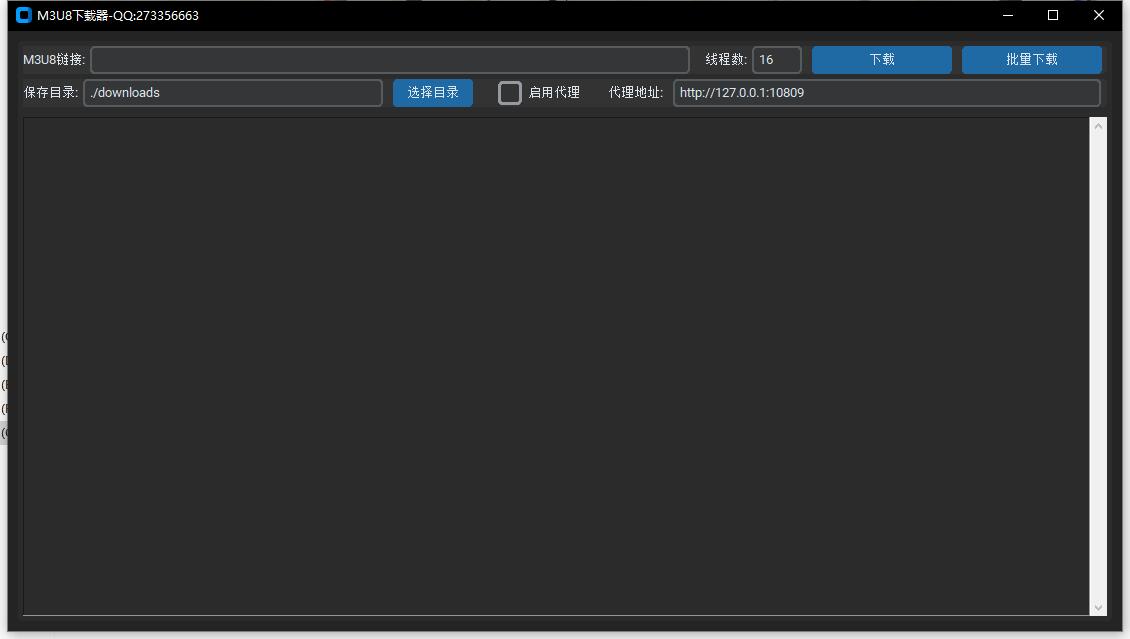 M3U8下载器-QQ:273356663
M3U8链接: 线程数: 16 下载 批量下载
保存目录: ./downloads 选择目录 启用代理 代理地址: http://127.0.0.1:10809